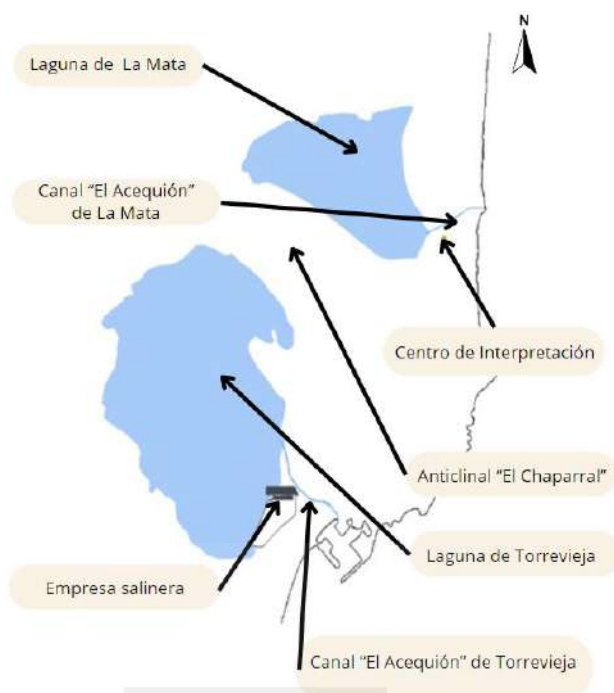 N
Laguna de La Mata
Canal “El Acequión”
de La Mata
Centro de Interpretación
Anticlinal “El Chaparral”
Laguna de Torrevieja
Empresa salinera
Canal “El Acequión” de Torrevieja